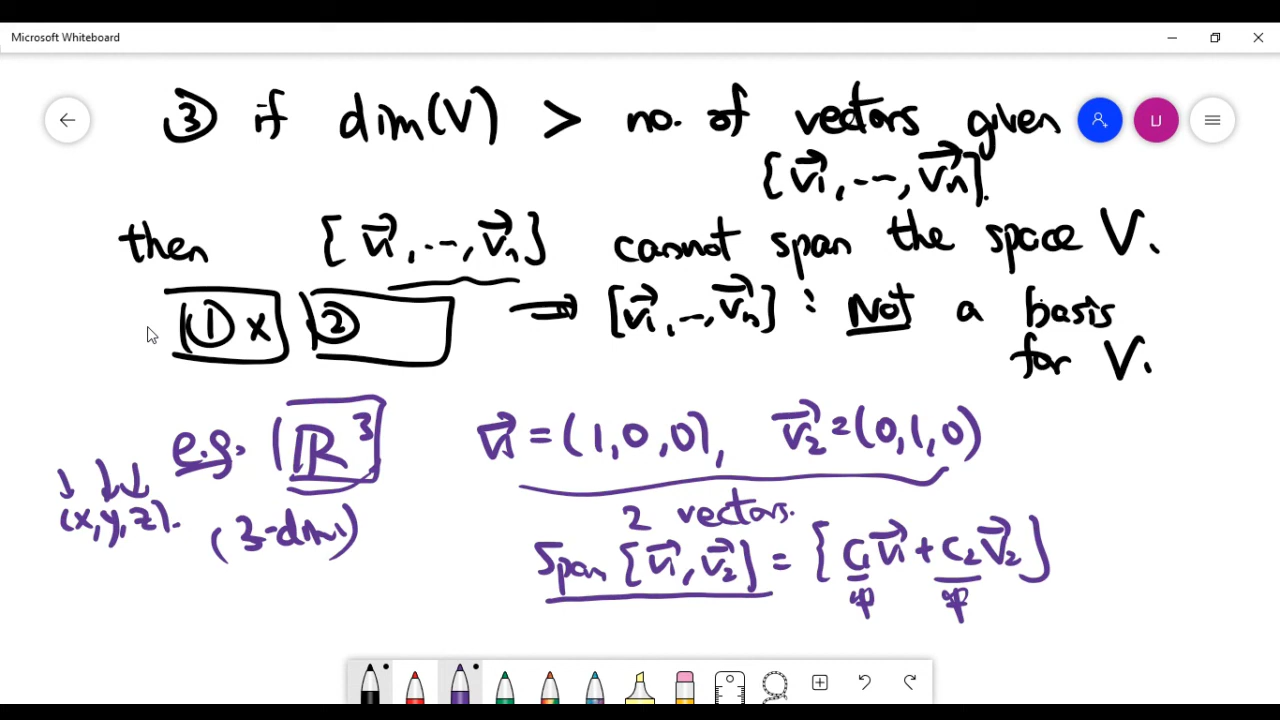 Microsoft Whiteboard
③ if dim(V) > no. of vectors given
{v₁⃗, ..., vₙ⃗}.
then {v₁⃗, ..., vₙ⃗} cannot span the space V.
① x ② ⟹ {v₁⃗, ..., vₙ⃗} : Not a basis
for V.
e.g. ℝ³ v₁⃗ = (1,0,0), v₂⃗ = (0,1,0)
(x,y,z). (3-dim) 2 vectors.
Span {v₁⃗, v₂⃗} = {c₁v₁⃗ + c₂v₂⃗}
U